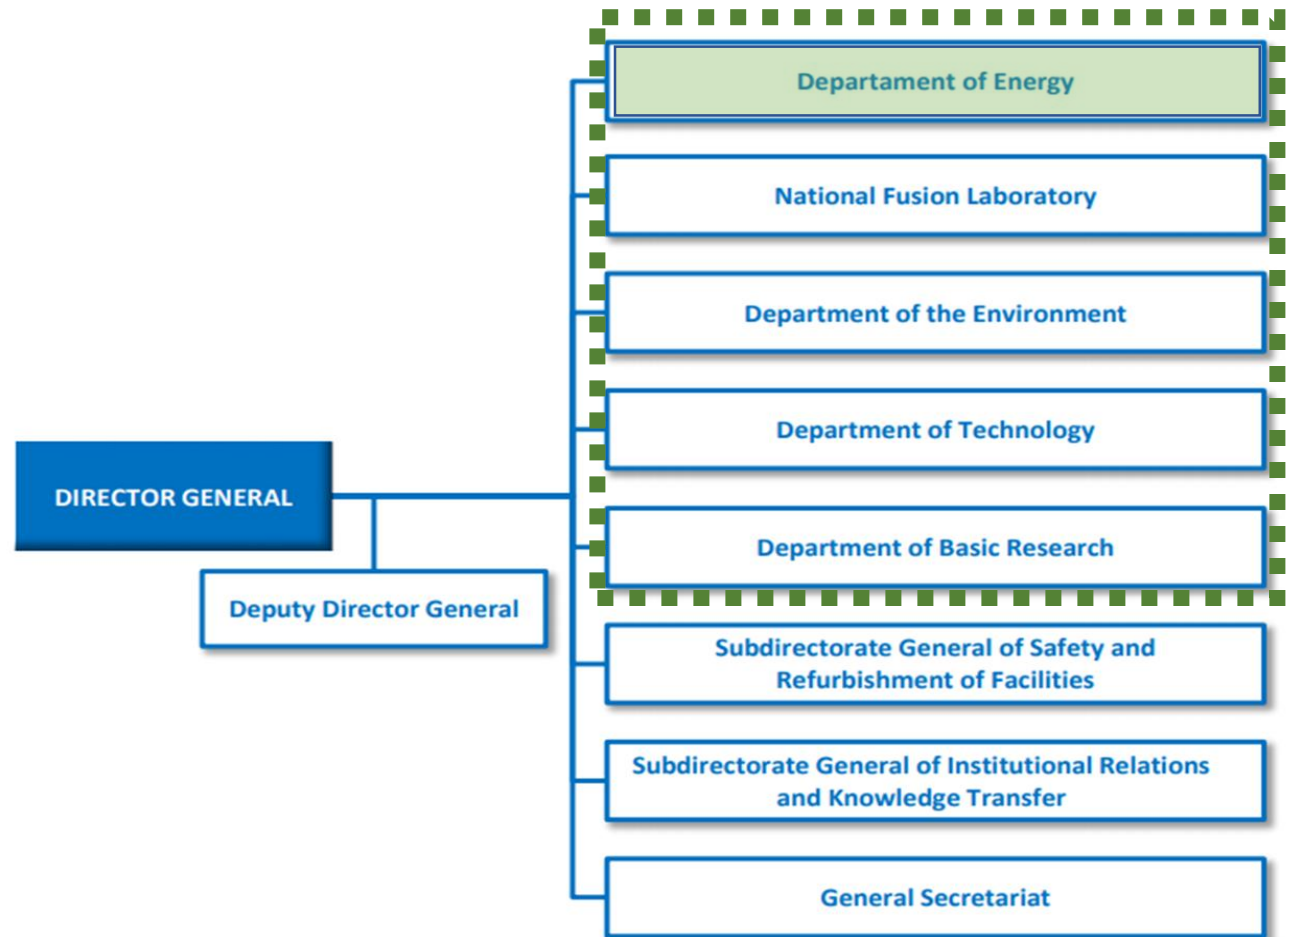 Departament of Energy
National Fusion Laboratory
Department of the Environment
Department of Technology
DIRECTOR GENERAL
Department of Basic Research
Deputy Director General
Subdirectorate General of Safety and
Refurbishment of Facilities
Subdirectorate General of Institutional Relations
and Knowledge Transfer
General Secretariat